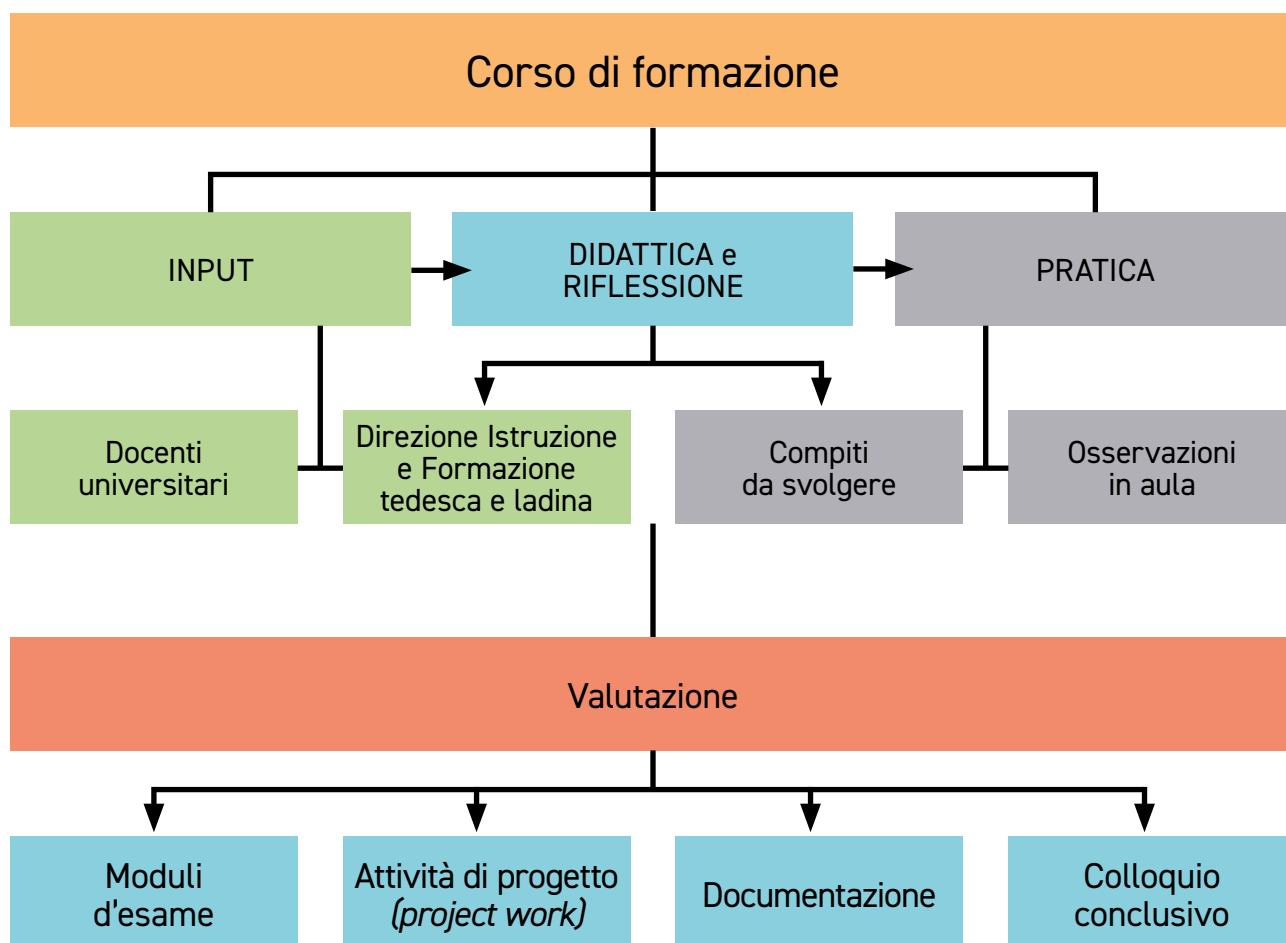 Corso di formazione
INPUT
DIDATTICA e
RIFLESSIONE
PRATICA
Docenti
universitari
Direzione Istruzione
e Formazione
tedesca e ladina
Compiti
da svolgere
Osservazioni
in aula
Valutazione
Moduli
d'esame
Attività di progetto
(project work)
Documentazione
Colloquio
conclusivo